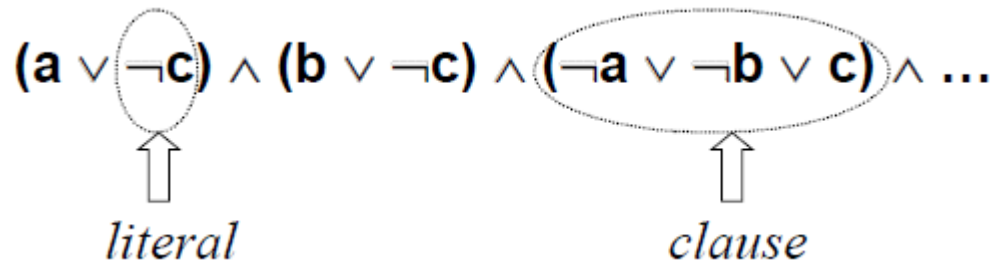 (a ∨ ¬c) ∧ (b ∨ ¬c) ∧ (¬a ∨ ¬b ∨ c) ∧ …
literal clause